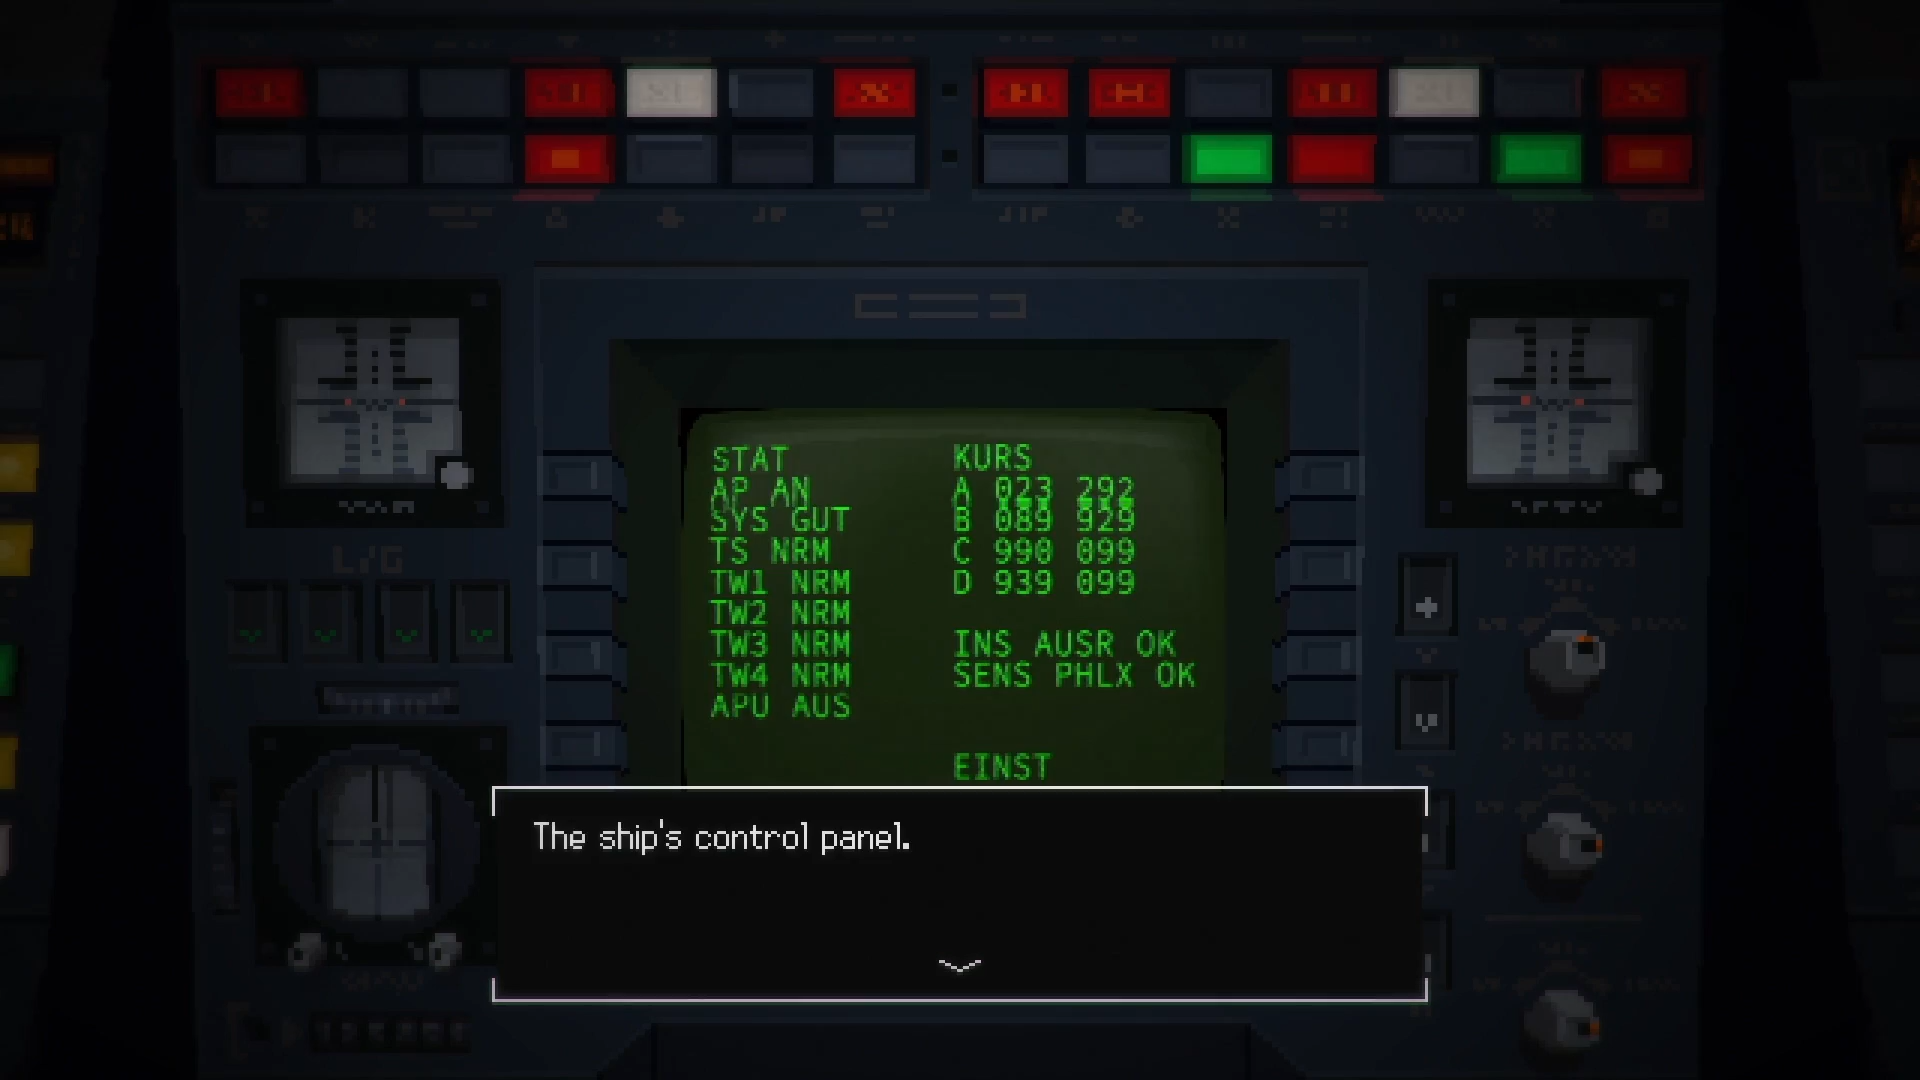 L/G
STAT
AP AN
SYS GUT
TS NRM
TW1 NRM
TW2 NRM
TW3 NRM
TW4 NRM
APU AUS
KURS
A 023 292
B 089 929
C 990 099
D 939 099
INS AUSR OK
SENS PHLX OK
EINST
The ship's control panel.